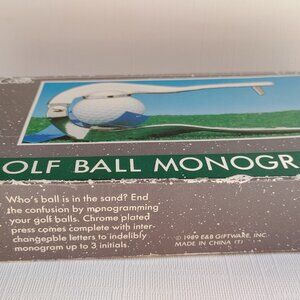 OLF BALL MONOGR
Who's ball is in the sand? End
the confusion by monogramming
your golf balls. Chrome plated
press comes complete with inter-
changeable letters to indelibly
monogram up to 3 initials.
© 1989 E&B GIFTWARE, INC.
MADE IN CHINA (T)